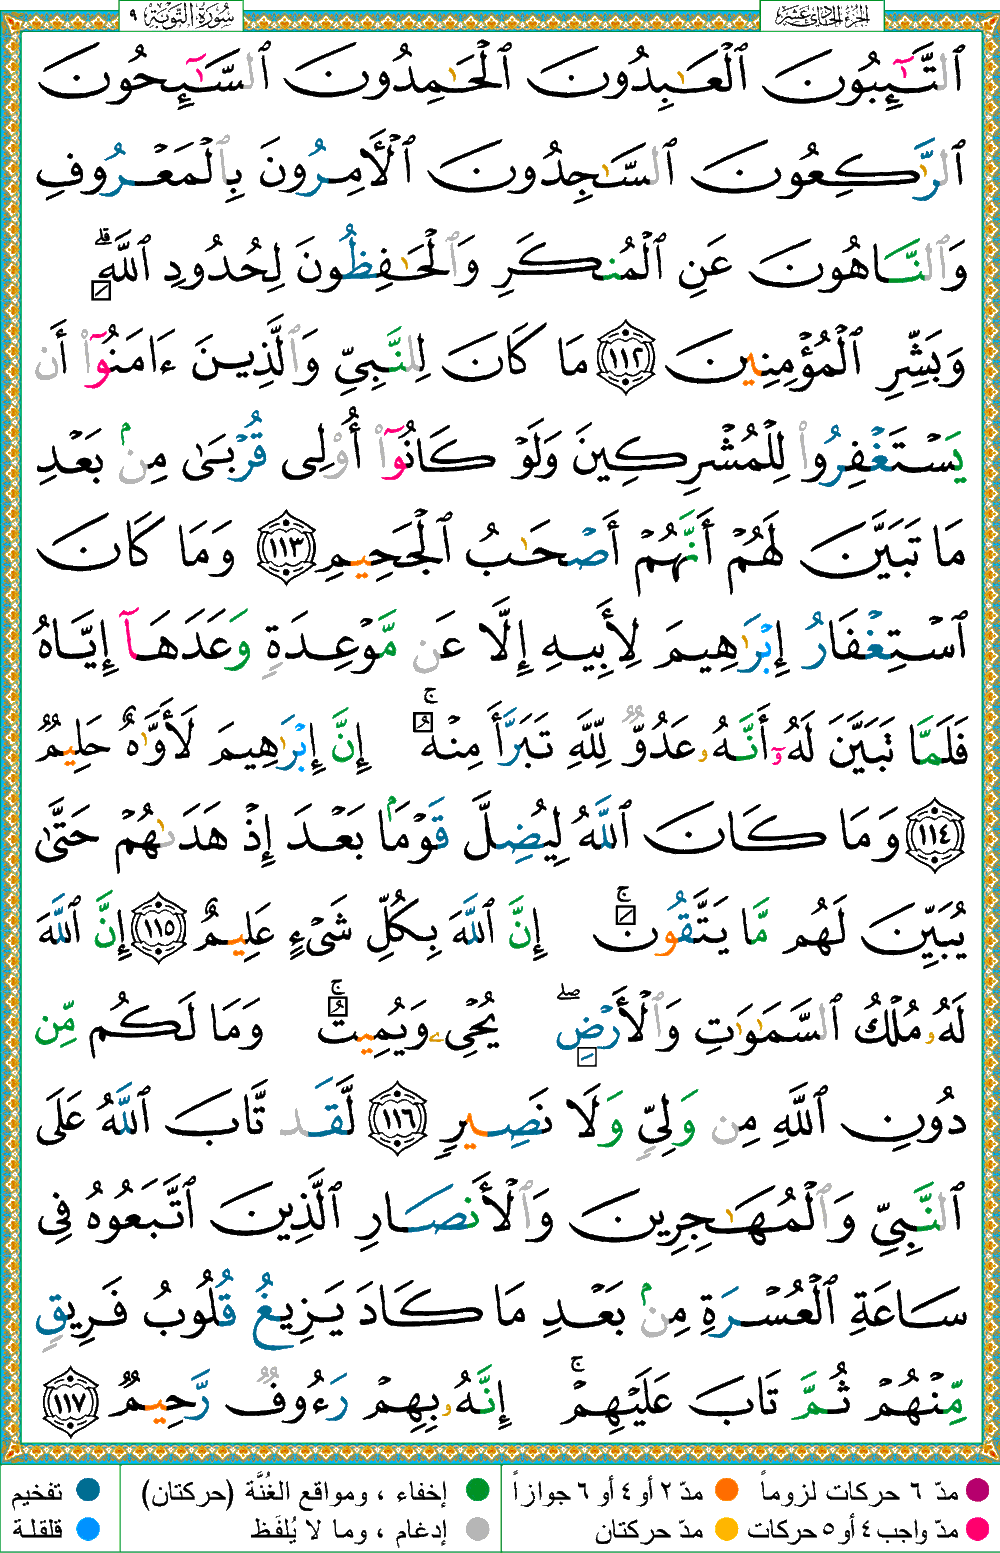 سُورَةُ التَّوۡبَةِ ٩
الجُزءُ الحَادِي عَشَر
ٱلتَّـٰٓئِبُونَ ٱلۡعَـٰبِدُونَ ٱلۡحَـٰمِدُونَ ٱلسَّـٰٓئِحُونَ
ٱلرَّٰكِعُونَ ٱلسَّـٰجِدُونَ ٱلۡأٓمِرُونَ بِٱلۡمَعۡرُوفِ
وَٱلنَّاهُونَ عَنِ ٱلۡمُنكَرِ وَٱلۡحَـٰفِظُونَ لِحُدُودِ ٱللَّهِۗ
وَبَشِّرِ ٱلۡمُؤۡمِنِينَ ١١٢ مَا كَانَ لِلنَّبِيِّ وَٱلَّذِينَ ءَامَنُوٓاْ أَن
يَسۡتَغۡفِرُواْ لِلۡمُشۡرِكِينَ وَلَوۡ كَانُوٓاْ أُوْلِى قُرۡبَىٰ مِنۢ بَعۡدِ
مَا تَبَيَّنَ لَهُمۡ أَنَّهُمۡ أَصۡحَـٰبُ ٱلۡجَحِيمِ ١١٣ وَمَا كَانَ
ٱسۡتِغۡفَارُ إِبۡرَٰهِيمَ لِأَبِيهِ إِلَّا عَن مَّوۡعِدَةٍ وَعَدَهَآ إِيَّاهُ
فَلَمَّا تَبَيَّنَ لَهُۥٓ أَنَّهُۥ عَدُوٌّ لِّلَّهِ تَبَرَّأَ مِنۡهُۚ إِنَّ إِبۡرَٰهِيمَ لَأَوَّٰهٌ حَلِيمٌ
١١٤ وَمَا كَانَ ٱللَّهُ لِيُضِلَّ قَوۡمَۢا بَعۡدَ إِذۡ هَدَىٰهُمۡ حَتَّىٰ
يُبَيِّنَ لَهُم مَّا يَتَّقُونَۚ إِنَّ ٱللَّهَ بِكُلِّ شَىۡءٍ عَلِيمٌ ١١٥ إِنَّ ٱللَّهَ
لَهُۥ مُلۡكُ ٱلسَّمَـٰوَٰتِ وَٱلۡأَرۡضِۖ يُحۡىِۦ وَيُمِيتُۚ وَمَا لَكُم مِّن
دُونِ ٱللَّهِ مِن وَلِىٍّ وَلَا نَصِيرٍ ١١٦ لَّقَد تَّابَ ٱللَّهُ عَلَى
ٱلنَّبِيِّ وَٱلۡمُهَـٰجِرِينَ وَٱلۡأَنصَارِ ٱلَّذِينَ ٱتَّبَعُوهُ فِى
سَاعَةِ ٱلۡعُسۡرَةِ مِنۢ بَعۡدِ مَا كَادَ يَزِيغُ قُلُوبُ فَرِيقٍ
مِّنۡهُمۡ ثُمَّ تَابَ عَلَيۡهِمۡۚ إِنَّهُۥ بِهِمۡ رَءُوفٌ رَّحِيمٌ ١١٧
مدّ ٦ حركات لزوماً مدّ ٢ أو ٤ أو ٦ جوازاً إخفاء ، ومواقع الغُنَّة (حركتان) تفخيم
مدّ واجب ٤ أو ٥ حركات مدّ حركتان إدغام ، وما لا يُلفَظ قلقلة